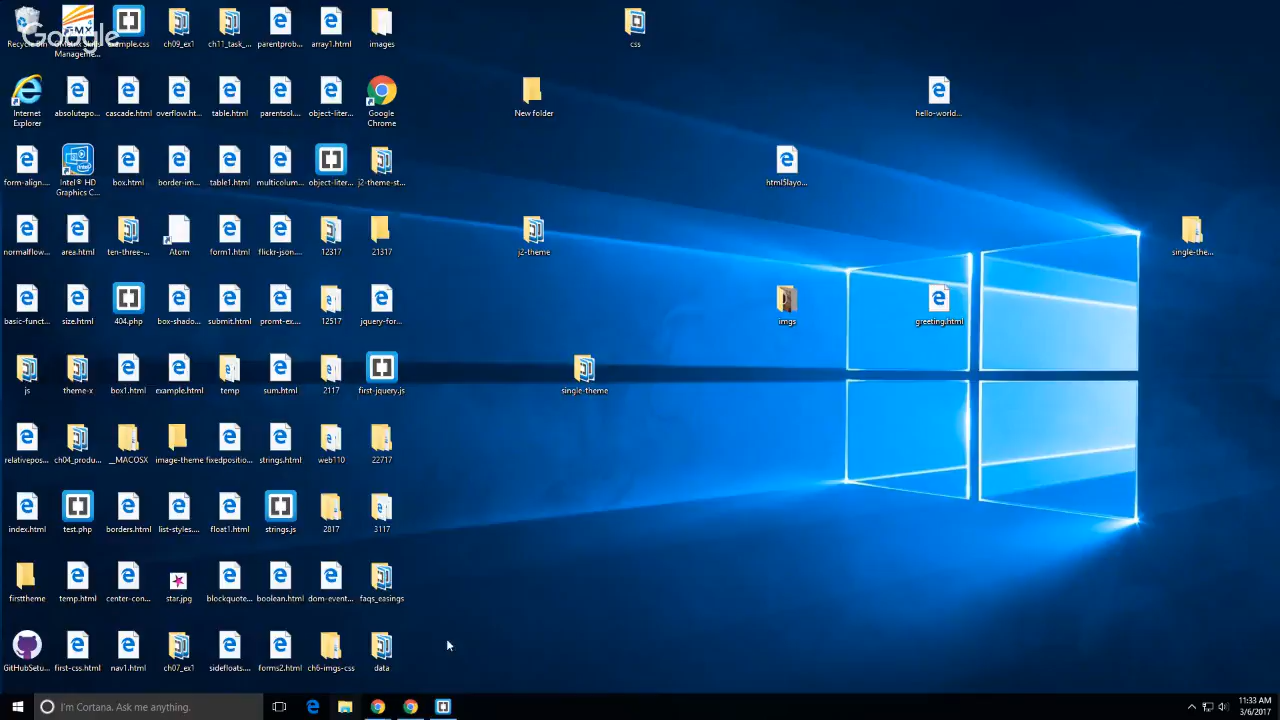 Google
Recycle Bin
GMX
Management...
example.css
ch09_ex1
ch11_task_...
parentprob...
array1.html
images
css
Internet
Explorer
absolutepo...
cascade.html
overflow.ht...
table.html
parentsol....
object-liter...
Google
Chrome
New folder
hello-world...
form-align....
Intel® HD
Graphics C...
box.html
border-im...
table1.html
multicolum...
object-liter...
j2-theme-st...
html5layo...
normalflow...
area.html
ten-three-...
Atom
form1.html
flickr-json....
12317
21317
j2-theme
single-the...
basic-funct...
size.html
404.php
box-shado...
submit.html
promt-ex....
12517
jquery-for...
imgs
greeting.html
js
theme-x
box1.html
example.html
temp
sum.html
2117
first-jquery.js
single-theme
relativepos...
ch04_produ...
__MACOSX
image-theme
fixedpositio...
strings.html
web110
22717
index.html
test.php
borders.html
list-styles....
float1.html
strings.js
2817
3117
firsttheme
temp.html
center-con...
star.jpg
blockquote...
boolean.html
dom-event...
faqs_easings
GitHubSetu...
first-css.html
nav1.html
ch07_ex1
sidefloats....
forms2.html
ch6-imgs-css
data
I'm Cortana. Ask me anything.
11:33 AM
3/6/2017